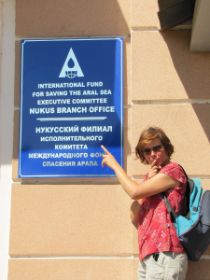 INTERNATIONAL FUND
FOR SAVING THE ARAL SEA
EXECUTIVE COMMITTEE
NUKUS BRANCH OFFICE
НУКУССКИЙ ФИЛИАЛ
ИСПОЛНИТЕЛЬНОГО
КОМИТЕТА
МЕЖДУНАРОДНОГО ФОНДА
СПАСЕНИЯ АРАЛА